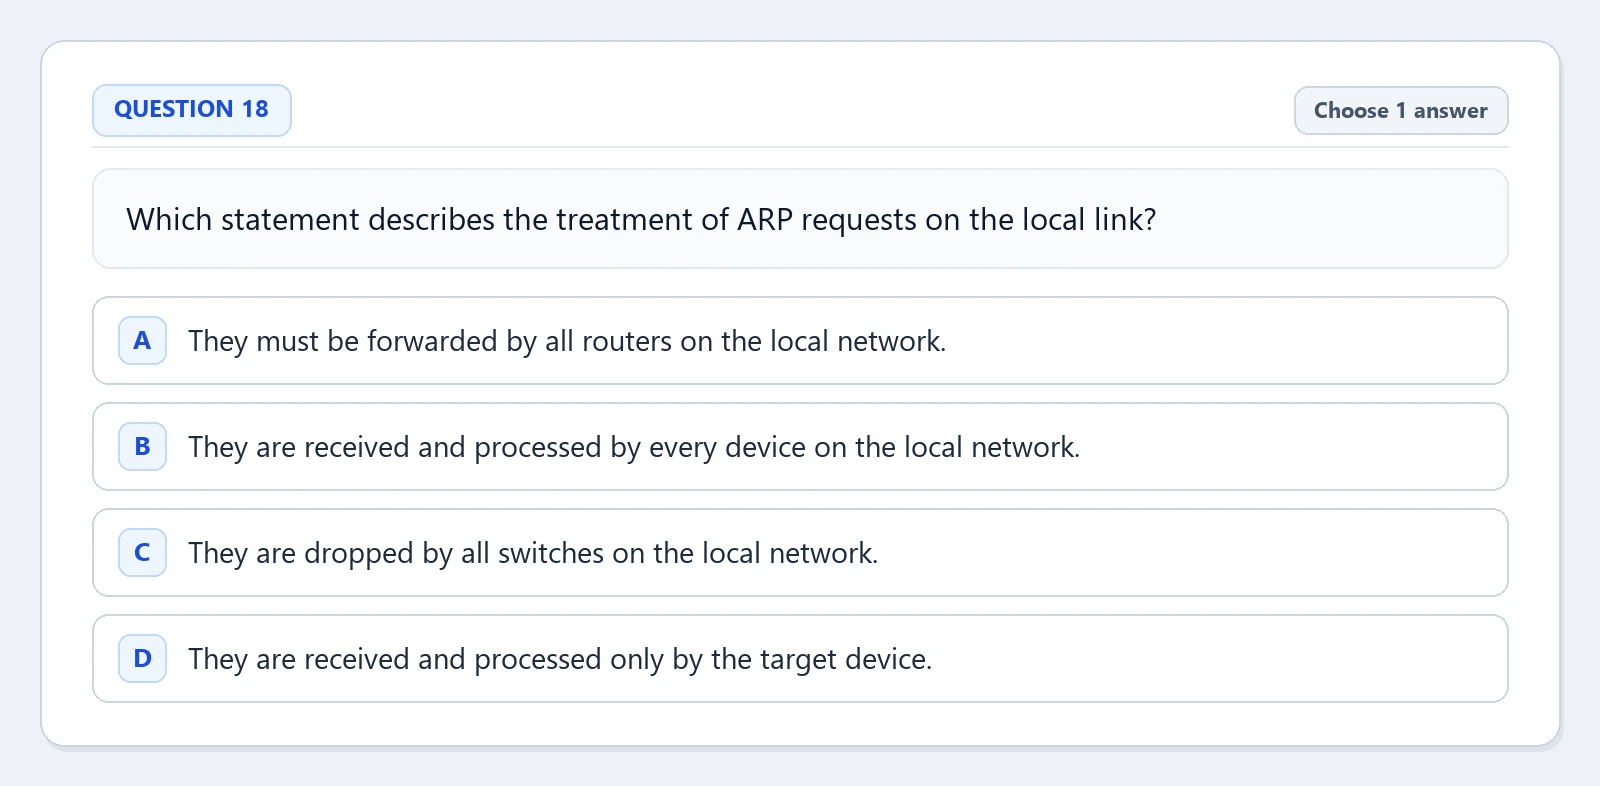 QUESTION 18
Choose 1 answer
Which statement describes the treatment of ARP requests on the local link?
A They must be forwarded by all routers on the local network.
B They are received and processed by every device on the local network.
C They are dropped by all switches on the local network.
D They are received and processed only by the target device.